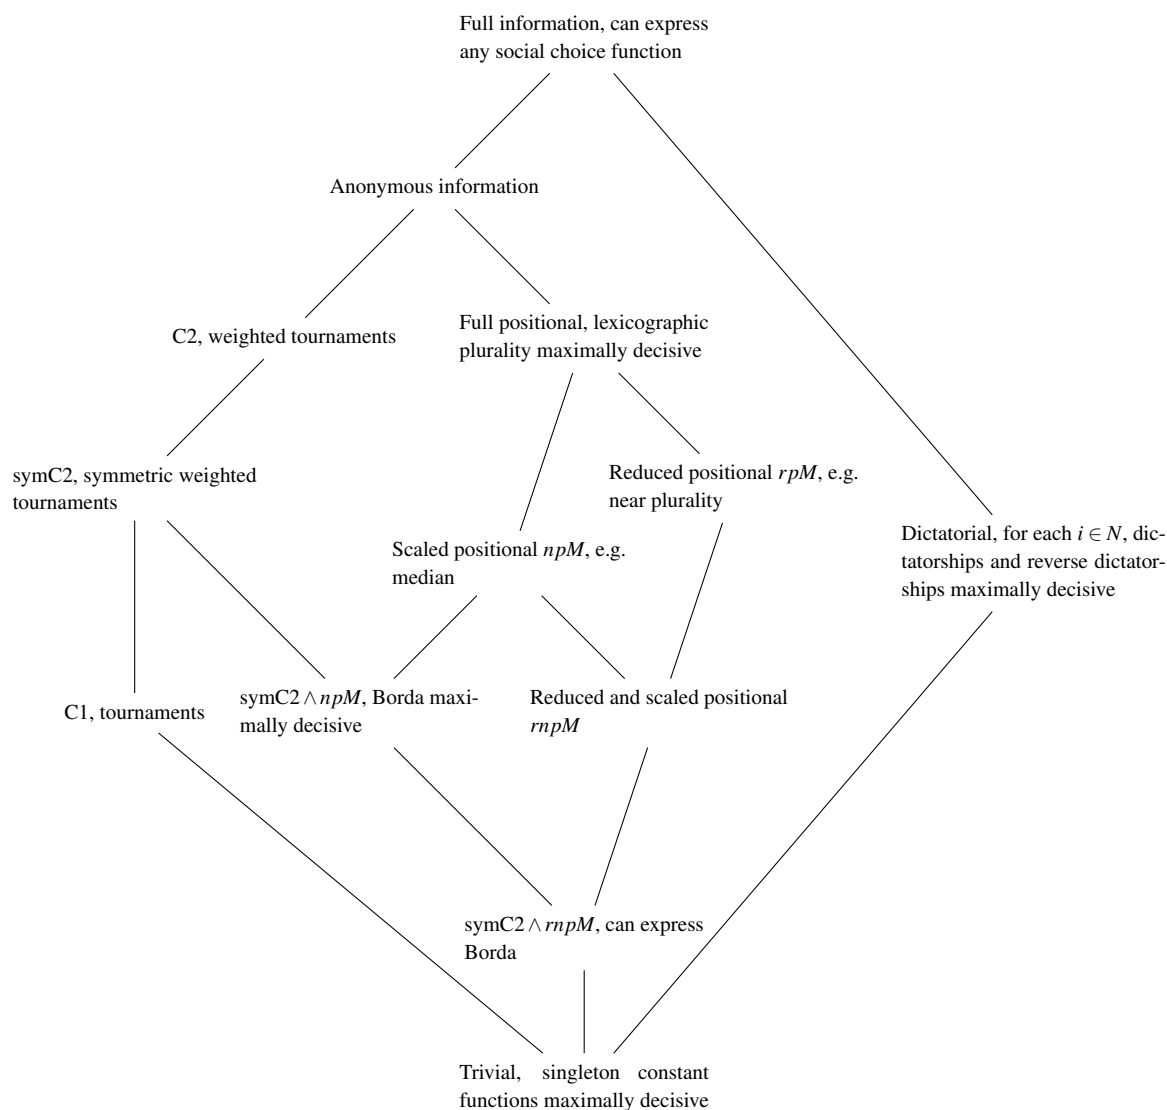 Full information, can express
any social choice function
Anonymous information
C2, weighted tournaments
Full positional, lexicographic
plurality maximally decisive
symC2, symmetric weighted
tournaments
Reduced positional rpM, e.g.
near plurality
Scaled positional npM, e.g.
median
Dictatorial, for each i ∈ N, dic-
tatorships and reverse dictator-
ships maximally decisive
C1, tournaments
symC2 ∧ npM, Borda maxi-
mally decisive
Reduced and scaled positional
rnpM
symC2 ∧ rnpM, can express
Borda
Trivial, singleton constant
functions maximally decisive